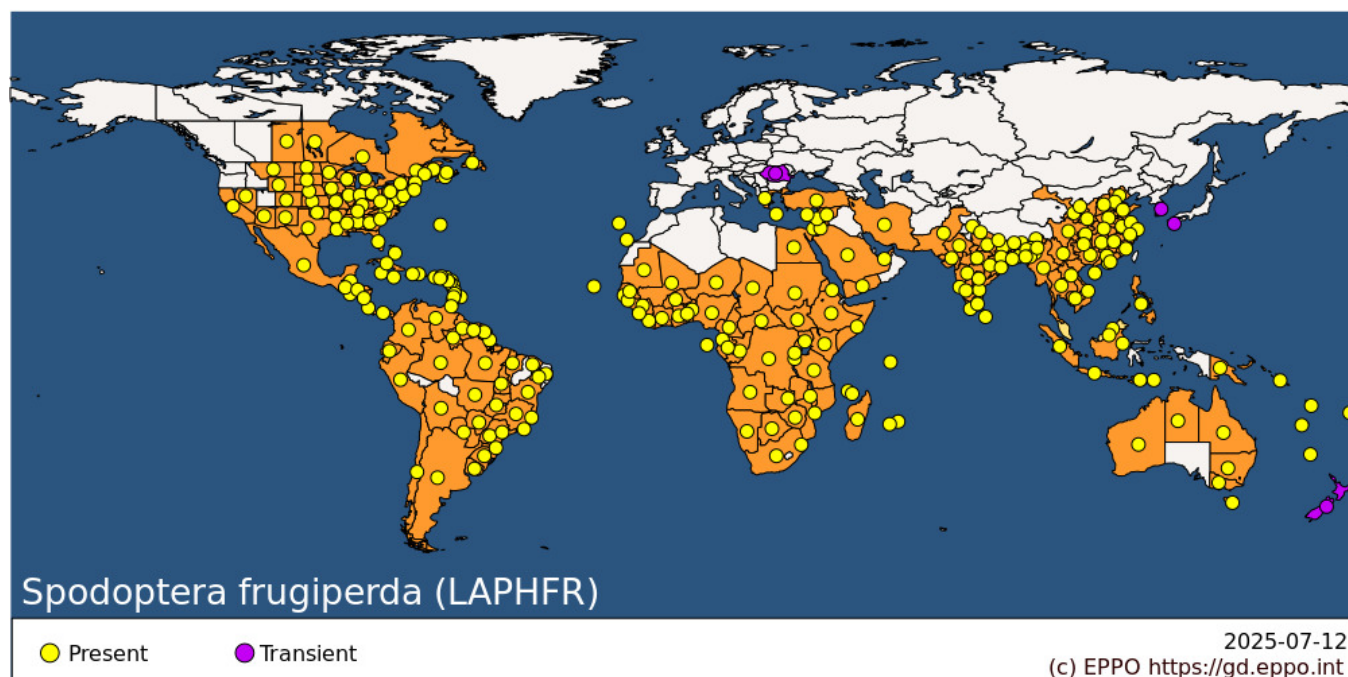 Spodoptera frugiperda (LAPHFR)
Present
Transient
2025-07-12
(c) EPPO https://gd.eppo.int